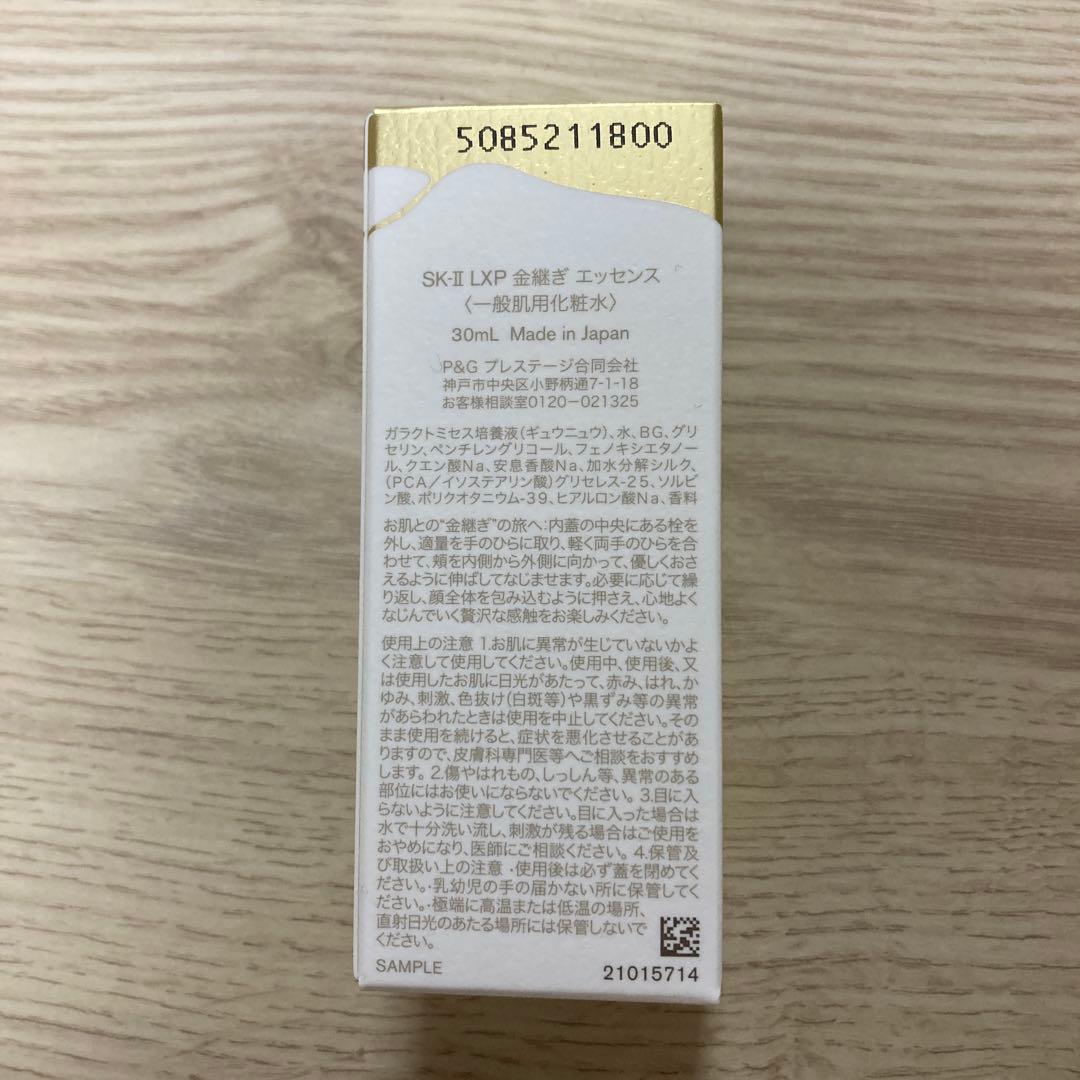 5085211800
SK-II LXP 金継ぎ エッセンス
〈一般肌用化粧水〉
30mL Made in Japan
P&G プレステージ合同会社
神戸市中央区小野柄通7-1-18
お客様相談室0120-021325
ガラクトミセス培養液(ギュウニュウ)、水、BG、グリ
セリン、ペンチレングリコール、フェノキシエタノー
ル、クエン酸Na、安息香酸Na、加水分解シルク、
(PCA/イソステアリン酸)グリセレス-25、ソルビ
ン酸、ポリクオタニウム-39、ヒアルロン酸Na、香料
お肌との“金継ぎ”の旅へ:内蓋の中央にある栓を
外し、適量を手のひらに取り、軽く両手のひらを合
わせて、頬を内側から外側に向かって、優しくおさ
えるように伸ばしてなじませます。必要に応じて繰
り返し、顔全体を包み込むように押さえ、心地よく
なじんでいく贅沢な感触をお楽しみください。
使用上の注意 1.お肌に異常が生じていないかよ
く注意して使用してください。使用中、使用後、又
は使用したお肌に日光があたって、赤み、はれ、か
ゆみ、刺激、色抜け(白斑等)や黒ずみ等の異常
があらわれたときは使用を中止してください。その
まま使用を続けると、症状を悪化させることがあ
りますので、皮膚科専門医等へご相談をおすすめ
します。 2.傷やはれもの、しっしん等、異常のある
部位にはお使いにならないでください。 3.目に入
らないように注意してください。目に入った場合は
水で十分洗い流し、刺激が残る場合はご使用を
おやめになり、医師にご相談ください。 4.保管及
び取扱い上の注意 ・使用後は必ず蓋を閉めてく
ださい。・乳幼児の手の届かない所に保管してく
ださい。・極端に高温または低温の場所、
直射日光のあたる場所には保管しないで
ください。
SAMPLE
21015714